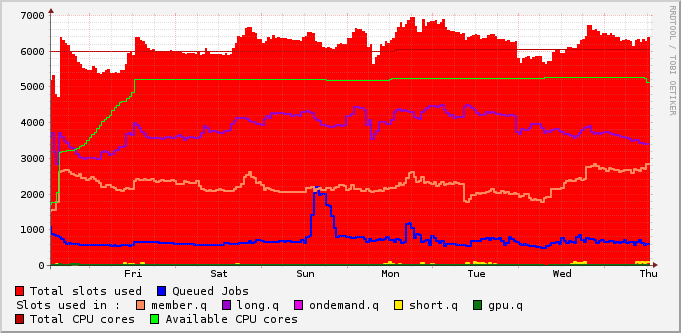 7000
6000
5000
4000
3000
2000
1000
0
Fri Sat Sun Mon Tue Wed Thu
Total slots used Queued Jobs
Slots used in : member.q long.q ondemand.q short.q gpu.q
Total CPU cores Available CPU cores
RRDTOOL / TOBI OETIKER